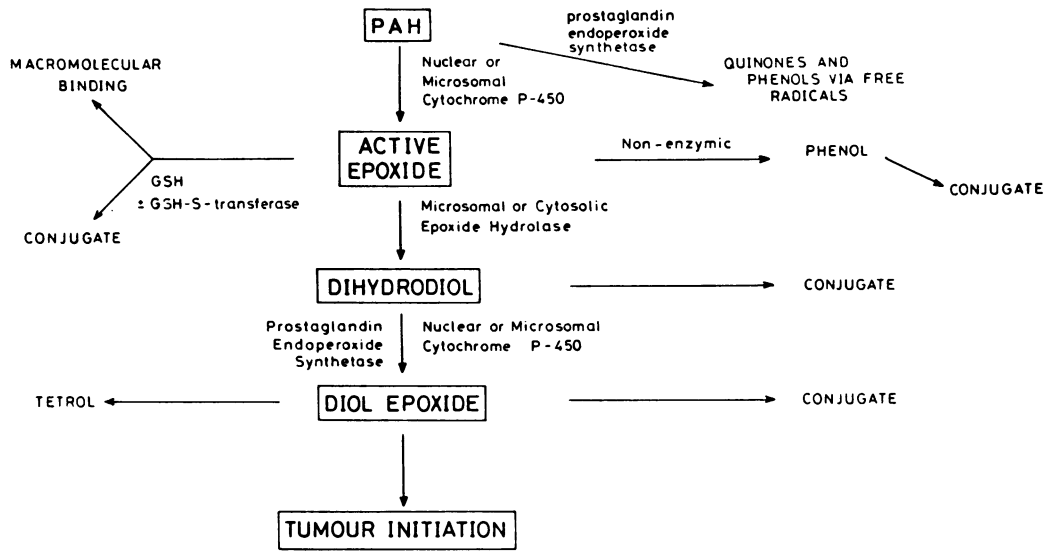 PAH
prostaglandin
endoperoxide
synthetase
Nuclear or
Microsomal
Cytochrome P-450
QUINONES AND
PHENOLS VIA FREE
RADICALS
MACROMOLECULAR
BINDING
ACTIVE
EPOXIDE
Non-enzymic
PHENOL
CONJUGATE
GSH
± GSH-S-transferase
CONJUGATE
Microsomal or Cytosolic
Epoxide Hydrolase
DIHYDRODIOL
CONJUGATE
Prostaglandin
Endoperoxide
Synthetase
Nuclear or Microsomal
Cytochrome P-450
TETROL
DIOL EPOXIDE
CONJUGATE
TUMOUR INITIATION